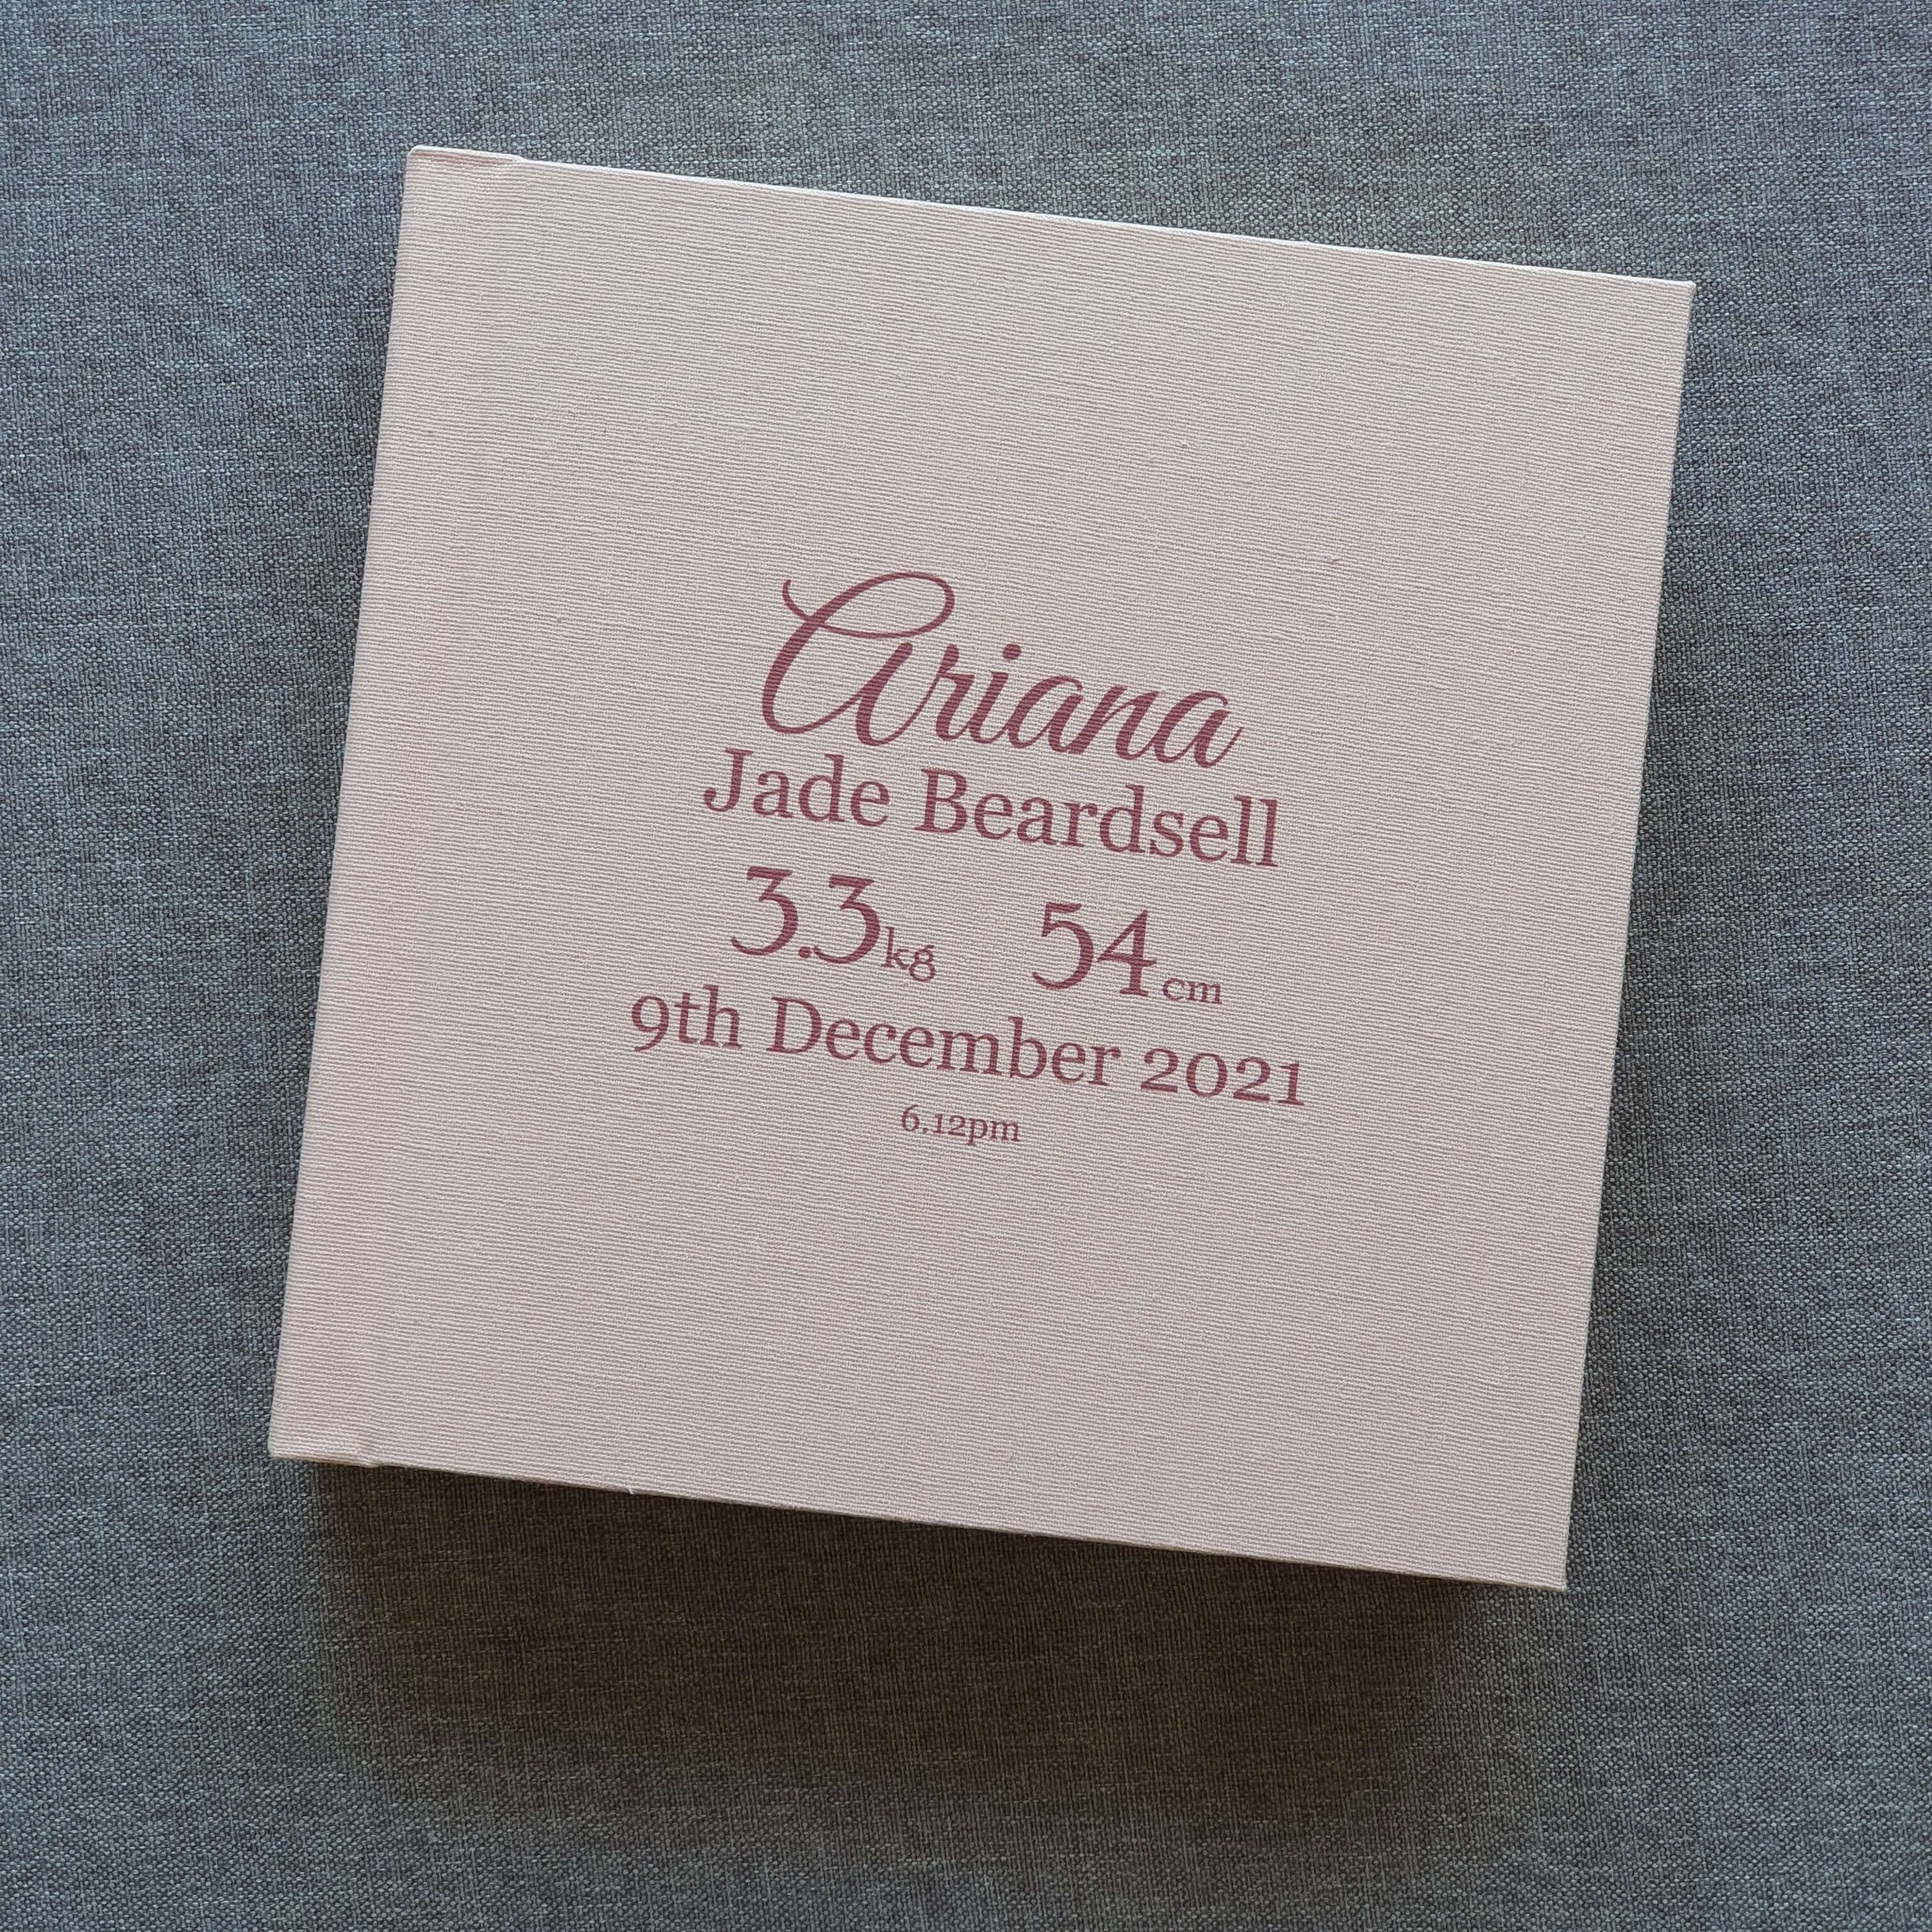 Ariana
Jade Beardsell
3.3kg 54cm
9th December 2021
6.12pm